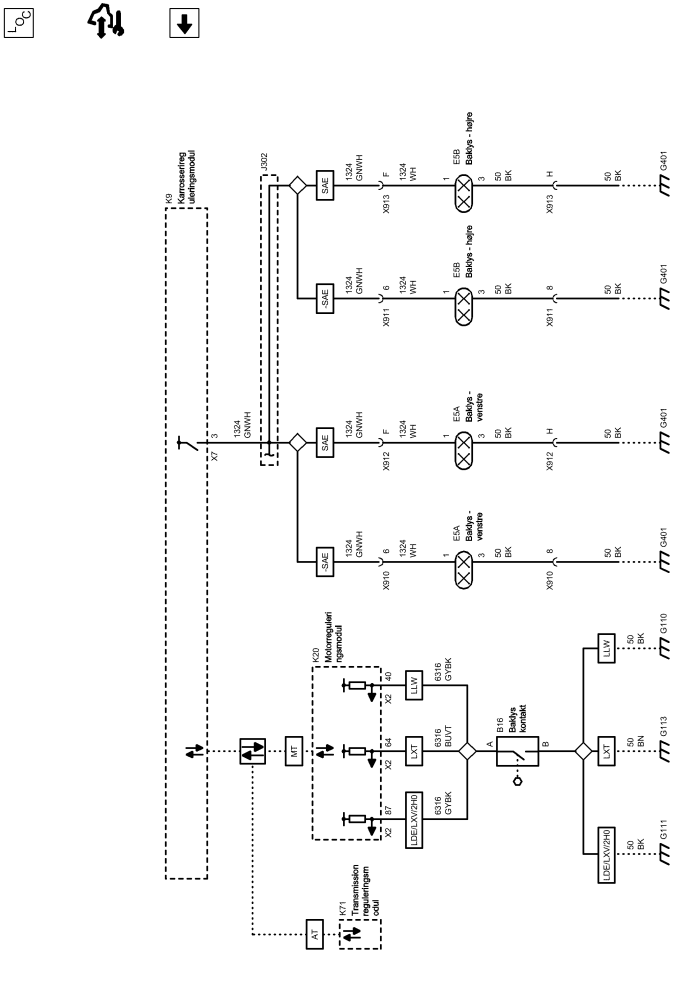 LOC
K9
Karrosserireg
uleringsmodul
X7
3
1324
GNWH
J302
SAE
1324
GNWH
X913
F
1324
WH
1
E5B
Baklys - højre
3
50
BK
X913
H
50
BK
G401
-SAE
1324
GNWH
X911
6
1324
WH
1
E5B
Baklys - højre
3
50
BK
X911
8
50
BK
G401
SAE
1324
GNWH
X912
F
1324
WH
1
E5A
Baklys -
venstre
3
50
BK
X912
H
50
BK
G401
-SAE
1324
GNWH
X910
6
1324
WH
1
E5A
Baklys -
venstre
3
50
BK
X910
8
50
BK
G401
MT
K20
Motorreguleri
ngsmodul
X2
40
LLW
6316
GYBK
X2
64
LXT
6316
BUVT
X2
87
LDE/LXV/2H0
6316
GYBK
A
B16
Baklys
kontakt
B
LLW
50
BK
G110
LXT
50
BN
G113
LDE/LXV/2H0
50
BK
G111
AT
K71
Transmission
reguleringsm
odul